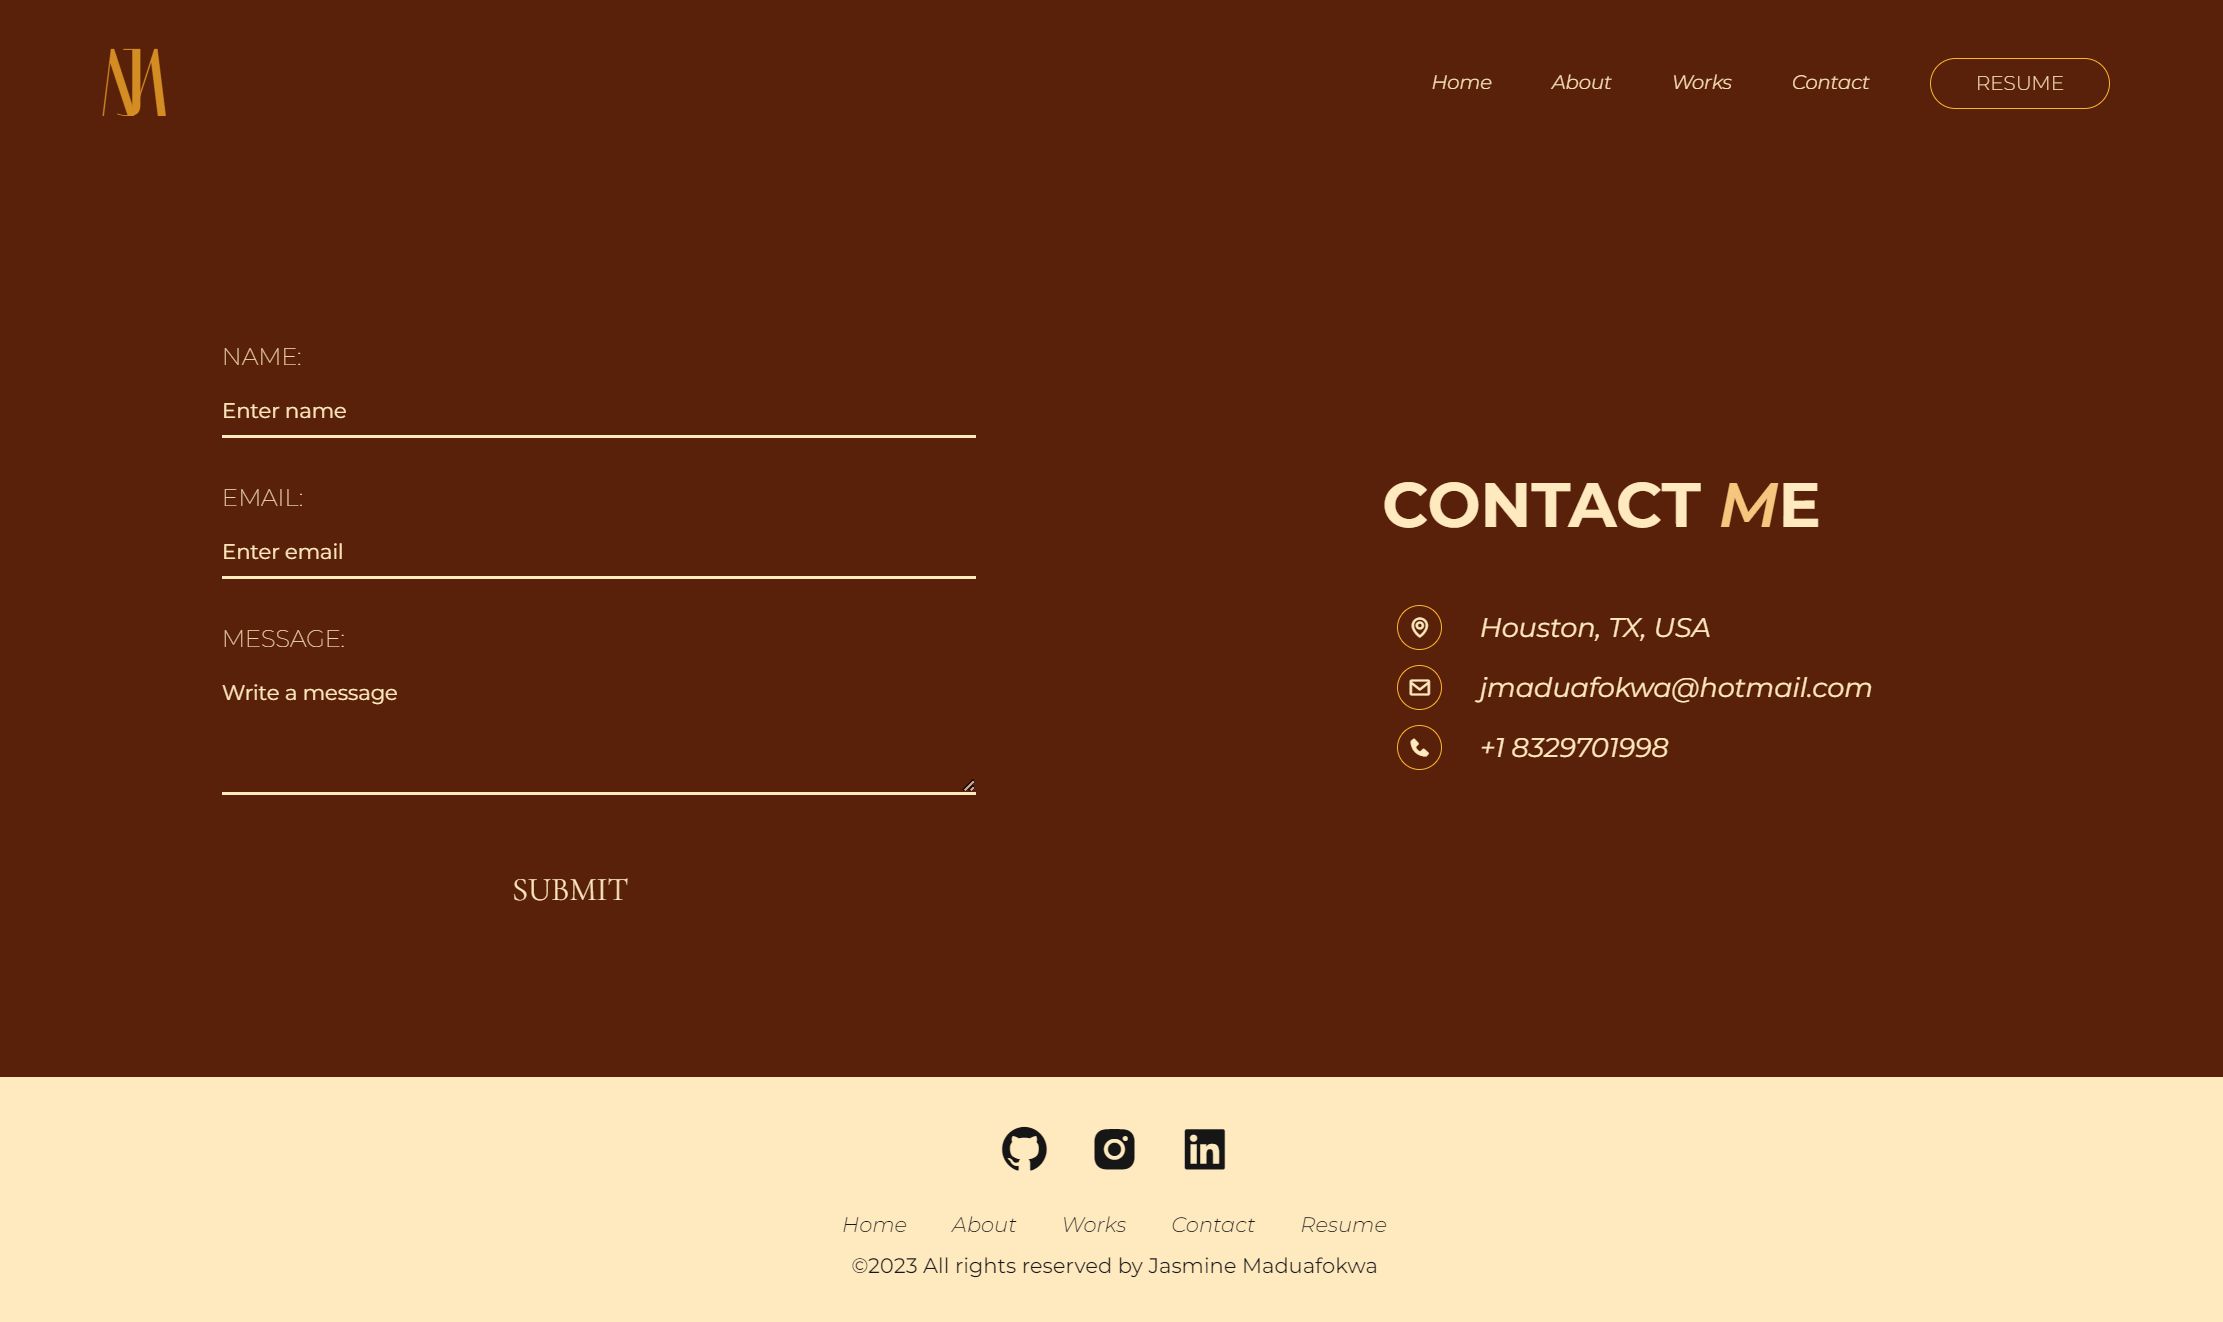 JM
Home About Works Contact RESUME
NAME:
Enter name
EMAIL:
Enter email
MESSAGE:
Write a message
SUBMIT
CONTACT ME
Houston, TX, USA
jmaduafokwa@hotmail.com
+1 8329701998
in
Home About Works Contact Resume
©2023 All rights reserved by Jasmine Maduafokwa